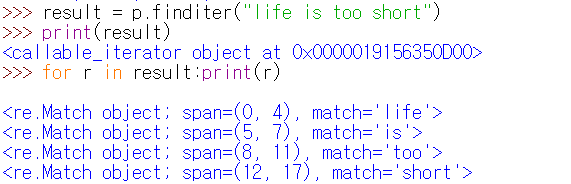 >>> result = p.finditer("life is too short")
>>> print(result)
<callable_iterator object at 0x0000019156350D00>
>>> for r in result:print(r)
<re.Match object; span=(0, 4), match='life'>
<re.Match object; span=(5, 7), match='is'>
<re.Match object; span=(8, 11), match='too'>
<re.Match object; span=(12, 17), match='short'>